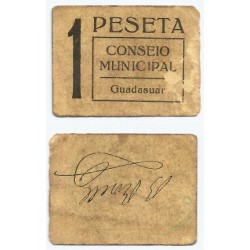 1 PESETA
CONSEJO
MUNICIPAL
Guadasuar